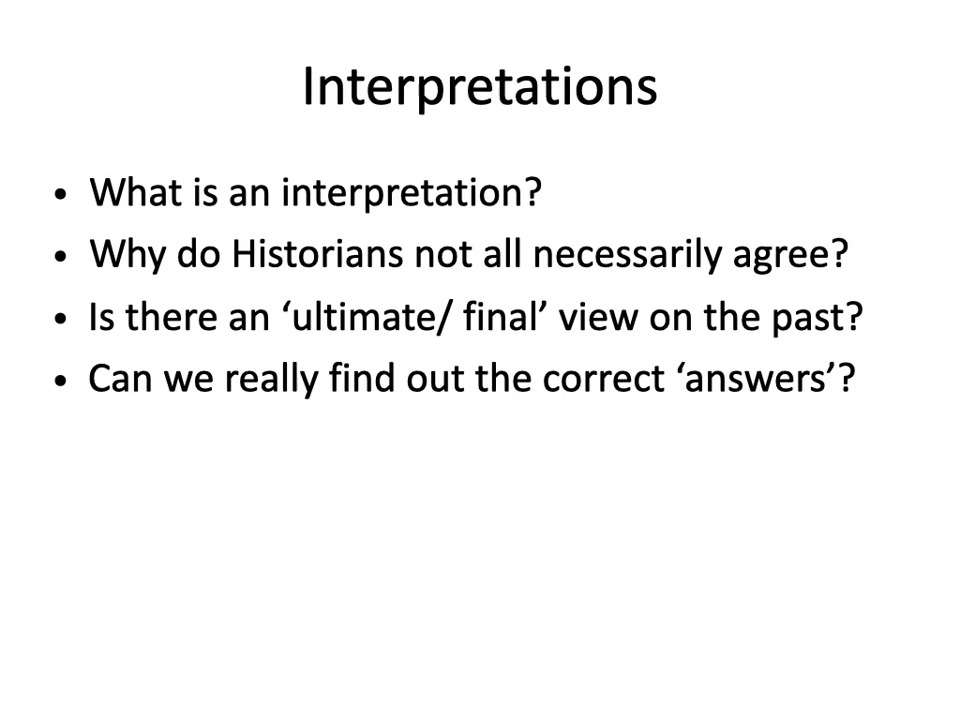 Interpretations
• What is an interpretation?
• Why do Historians not all necessarily agree?
• Is there an ‘ultimate/ final’ view on the past?
• Can we really find out the correct ‘answers’?